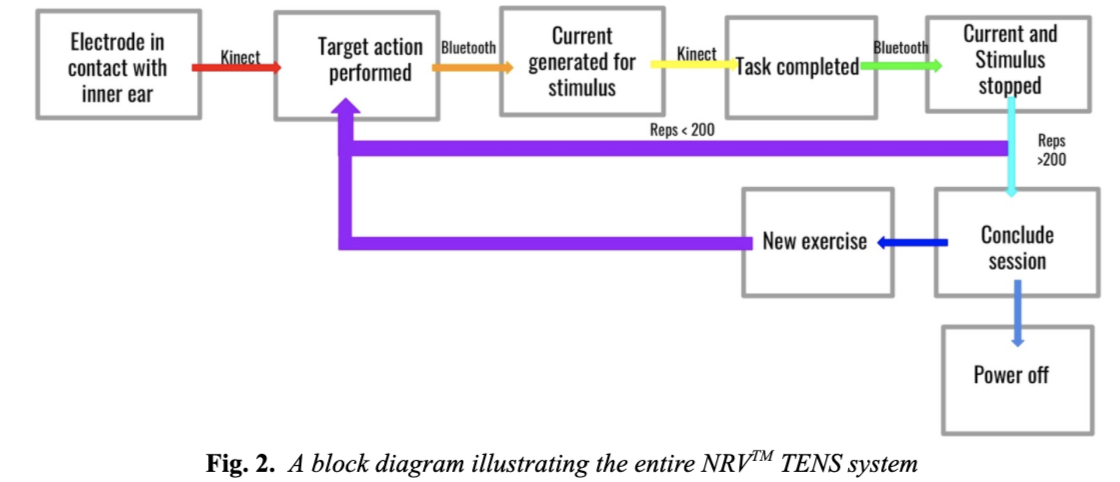 Electrode in
contact with
inner ear
Kinect
Target action
performed
Bluetooth
Current
generated for
stimulus
Kinect
Task completed
Bluetooth
Current and
Stimulus
stopped
Reps < 200
Reps
>200
New exercise
Conclude
session
Power off
Fig. 2. A block diagram illustrating the entire NRV™ TENS system